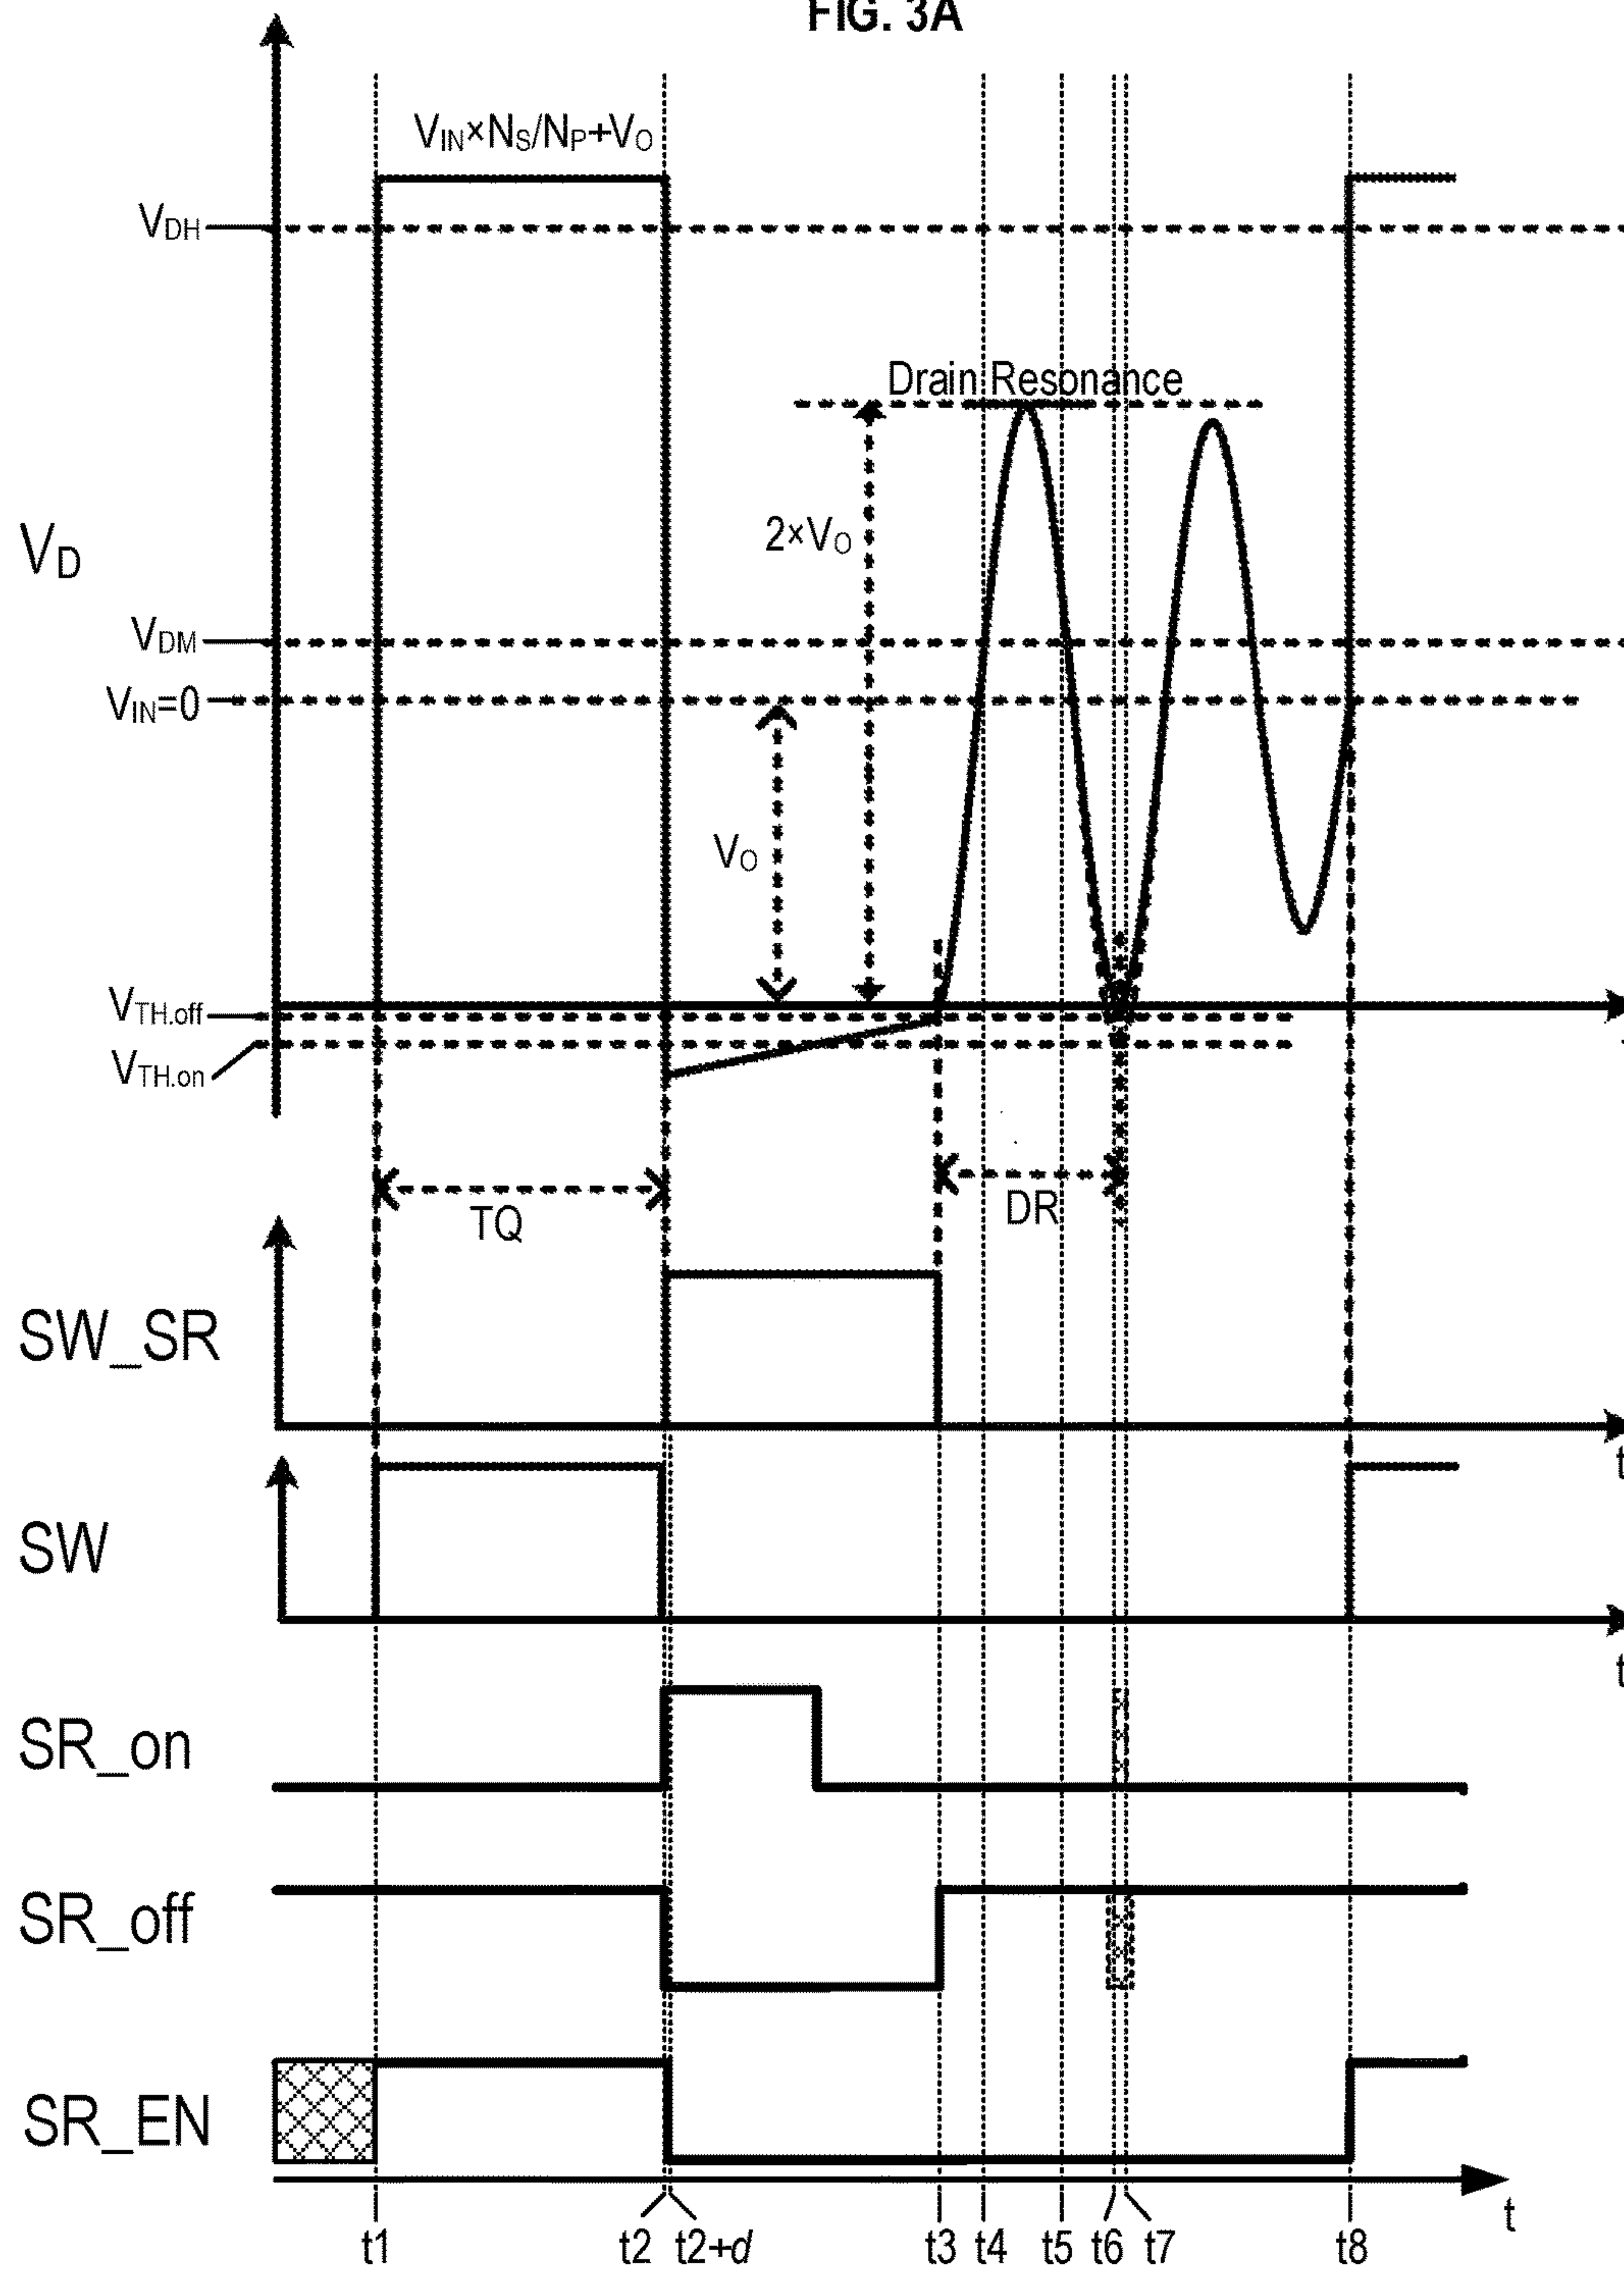 FIG. 3A
VIN×NS/NP+VO
VDH
Drain Resonance
2×VO
VD
VDM
VIN=0
VO
VTH.off
VTH.on
TQ
DR
SW_SR
t
SW
t
SR_on
SR_off
SR_EN
t
t1
t2
t2+d
t3
t4
t5
t6
t7
t8